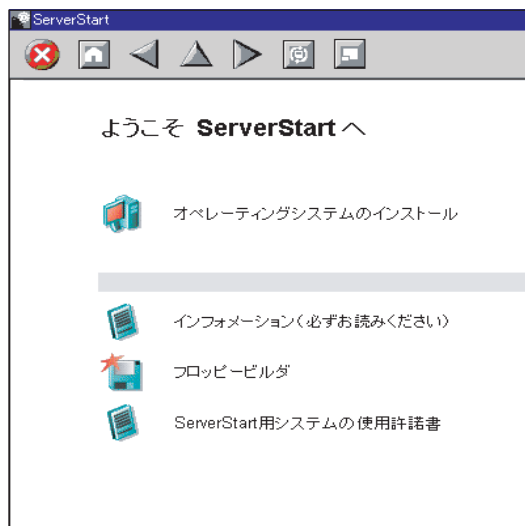 ServerStart
ようこそ ServerStart へ
オペレーティングシステムのインストール
インフォメーション(必ずお読みください)
フロッピービルダ
ServerStart用システムの使用許諾書